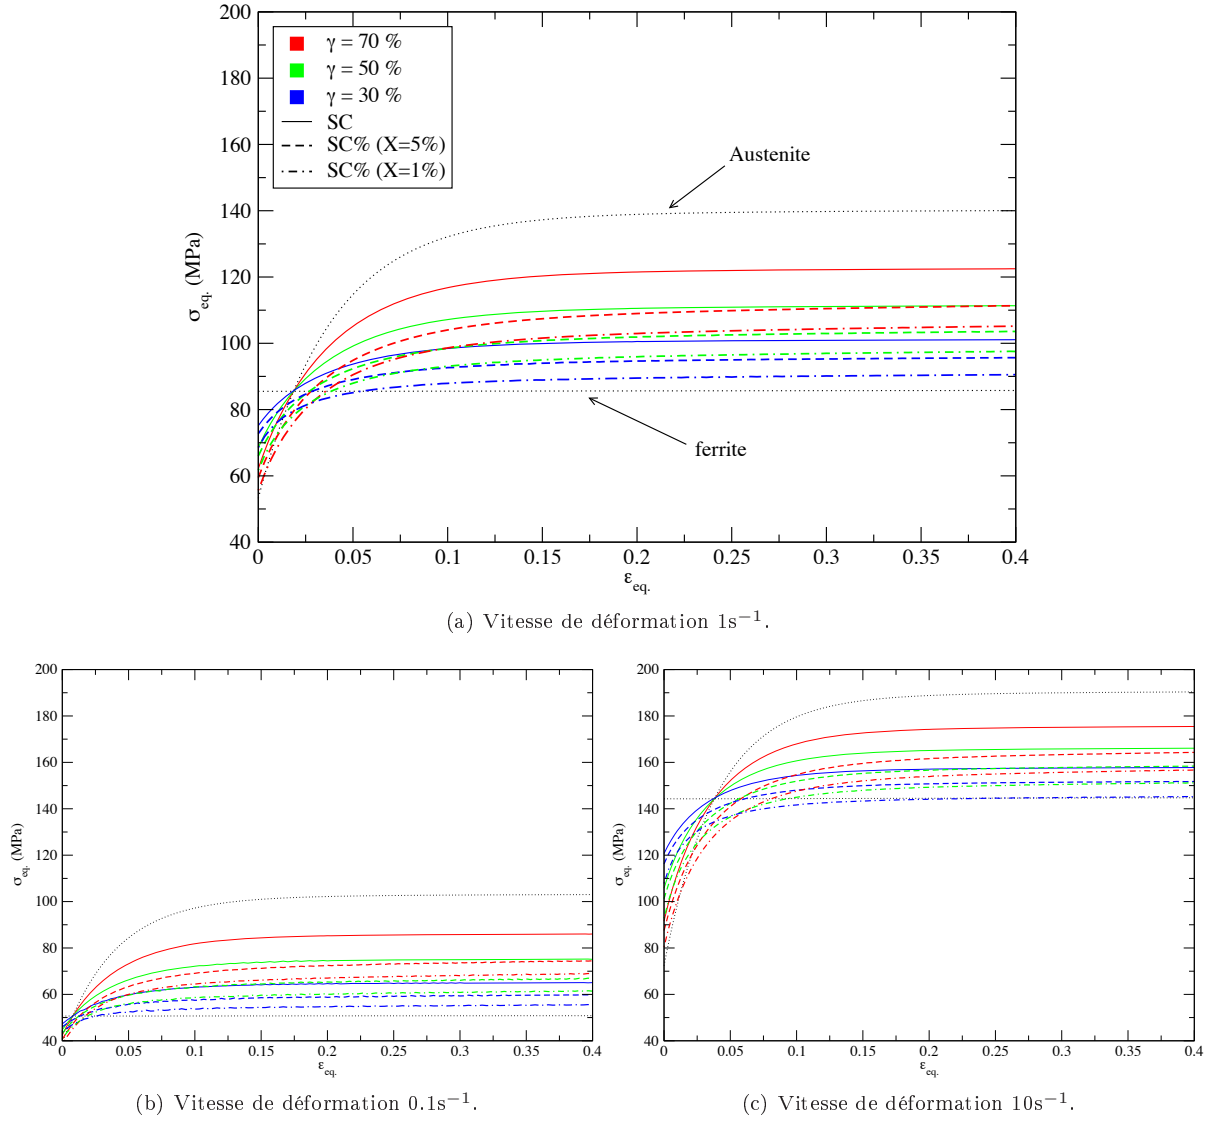 200
180
160
140
120
100
80
60
40
σeq. (MPa)
γ = 70 %
γ = 50 %
γ = 30 %
SC
SC% (X=5%)
SC% (X=1%)
Austenite
ferrite
0 0.05 0.1 0.15 0.2 0.25 0.3 0.35 0.4
εeq.
(a) Vitesse de déformation 1s⁻¹.
200
180
160
140
120
100
80
60
40
σeq. (MPa)
0 0.05 0.1 0.15 0.2 0.25 0.3 0.35 0.4
εeq.
(b) Vitesse de déformation 0.1s⁻¹.
200
180
160
140
120
100
80
60
40
σeq. (MPa)
0 0.05 0.1 0.15 0.2 0.25 0.3 0.35 0.4
εeq.
(c) Vitesse de déformation 10s⁻¹.